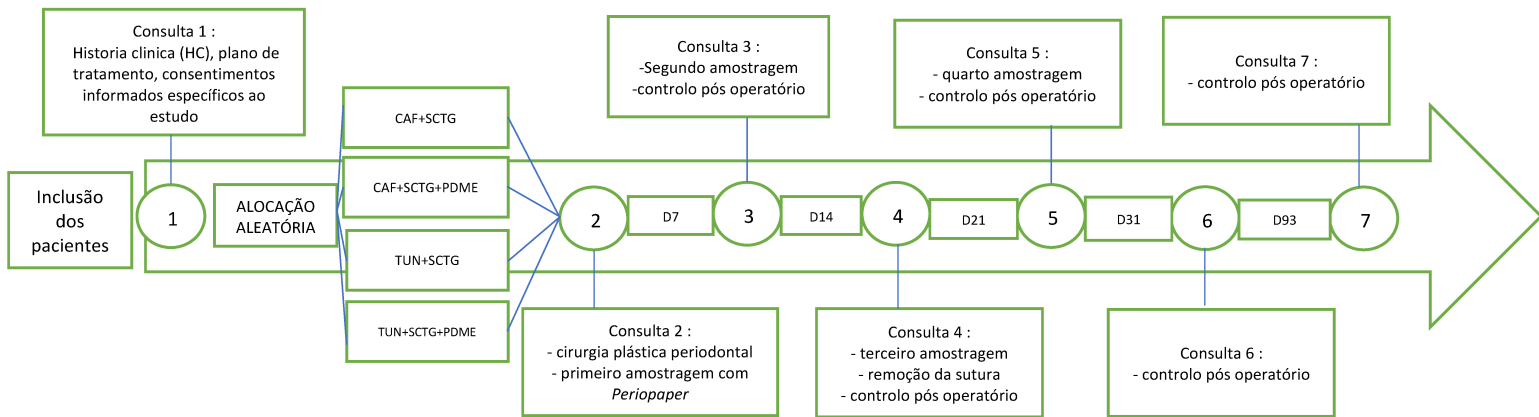 Consulta 1 :
Historia clinica (HC), plano de
tratamento, consentimentos
informados específicos ao
estudo
Consulta 3 :
-Segundo amostragem
-controlo pós operatório
Consulta 5 :
- quarto amostragem
- controlo pós operatório
Consulta 7 :
- controlo pós operatório
Inclusão
dos
pacientes
1
ALOCAÇÃO
ALEATÓRIA
CAF+SCTG
CAF+SCTG+PDME
TUN+SCTG
TUN+SCTG+PDME
2
D7
3
D14
4
D21
5
D31
6
D93
7
Consulta 2 :
- cirurgia plástica periodontal
- primeiro amostragem com
Periopaper
Consulta 4 :
- terceiro amostragem
- remoção da sutura
- controlo pós operatório
Consulta 6 :
- controlo pós operatório